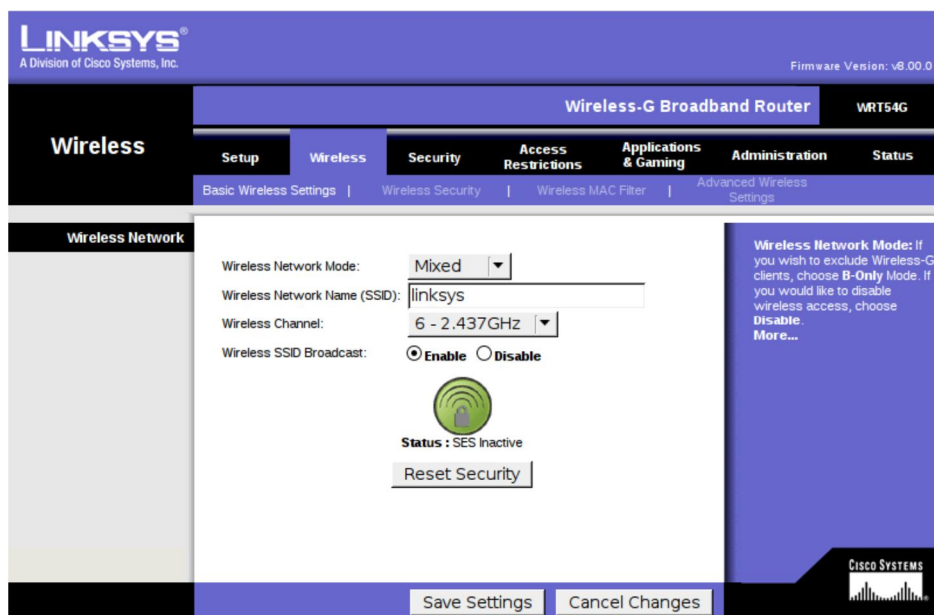 LINKSYS®
A Division of Cisco Systems, Inc.
Firmware Version: v8.00.0
Wireless-G Broadband Router WRT54G
Wireless
Setup Wireless Security Access Restrictions Applications & Gaming Administration Status
Basic Wireless Settings | Wireless Security | Wireless MAC Filter | Advanced Wireless Settings
Wireless Network
Wireless Network Mode: Mixed
Wireless Network Name (SSID): linksys
Wireless Channel: 6 - 2.437GHz
Wireless SSID Broadcast: Enable Disable
Status : SES Inactive
Reset Security
Wireless Network Mode: If
you wish to exclude Wireless-G
clients, choose B-Only Mode. If
you would like to disable
wireless access, choose
Disable.
More...
Save Settings Cancel Changes
CISCO SYSTEMS